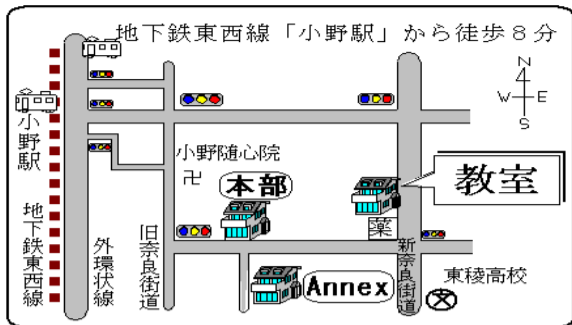 地下鉄東西線「小野駅」から徒歩8分
N
W E
S
小野駅
小野随心院
卍
本部
教室
薬
地下鉄東西線
外環状線
旧奈良街道
新奈良街道
東稜高校
Annex